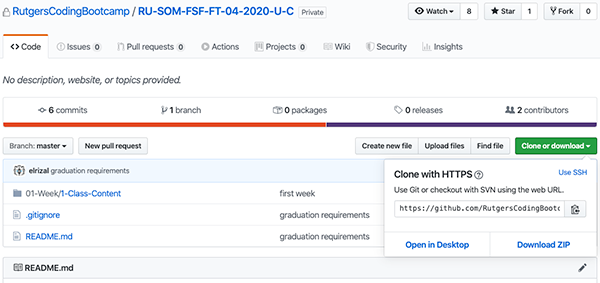 RutgersCodingBootcamp / RU-SOM-FSF-FT-04-2020-U-C Private
Watch 8 Star 1 Fork 0
Code Issues 0 Pull requests 0 Actions Projects 0 Wiki Security Insights
No description, website, or topics provided.
6 commits 1 branch 0 packages 0 releases 2 contributors
Branch: master New pull request Create new file Upload files Find file Clone or download
elrizal graduation requirements
01-Week/1-Class-Content first week
.gitignore graduation requirements
README.md graduation requirements
Clone with HTTPS Use SSH
Use Git or checkout with SVN using the web URL.
https://github.com/RutgersCodingBootc
Open in Desktop Download ZIP
README.md